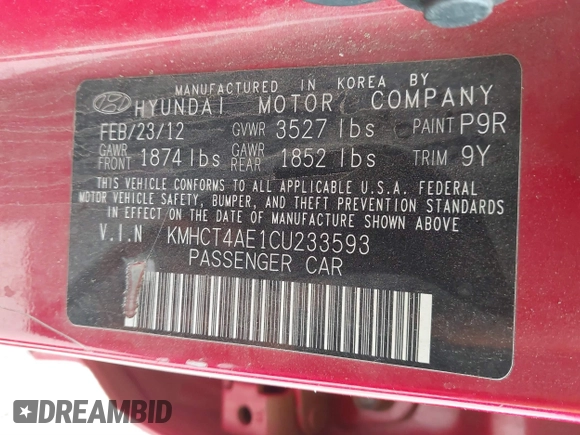 MANUFACTURED IN KOREA BY
HYUNDAI MOTOR COMPANY
FEB/23/12 GVWR 3527 lbs PAINT P9R
GAWR FRONT 1874 lbs GAWR REAR 1852 lbs TRIM 9Y
THIS VEHICLE CONFORMS TO ALL APPLICABLE U.S.A. FEDERAL
MOTOR VEHICLE SAFETY, BUMPER, AND THEFT PREVENTION STANDARDS
IN EFFECT ON THE DATE OF MANUFACTURE SHOWN ABOVE
V.I.N KMHCT4AE1CU233593
PASSENGER CAR
DREAMBID